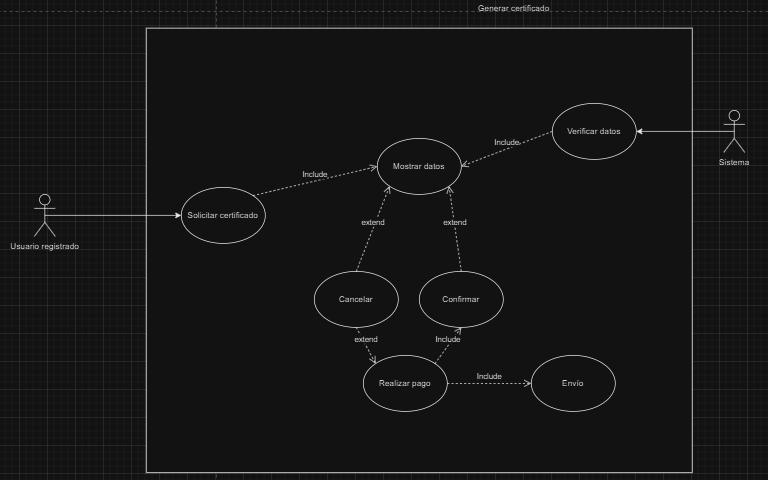 Generar certificado
Verificar datos
Sistema
Include
Mostrar datos
Include
Solicitar certificado
Usuario registrado
extend
extend
Cancelar
Confirmar
extend
Include
Realizar pago
Include
Envío